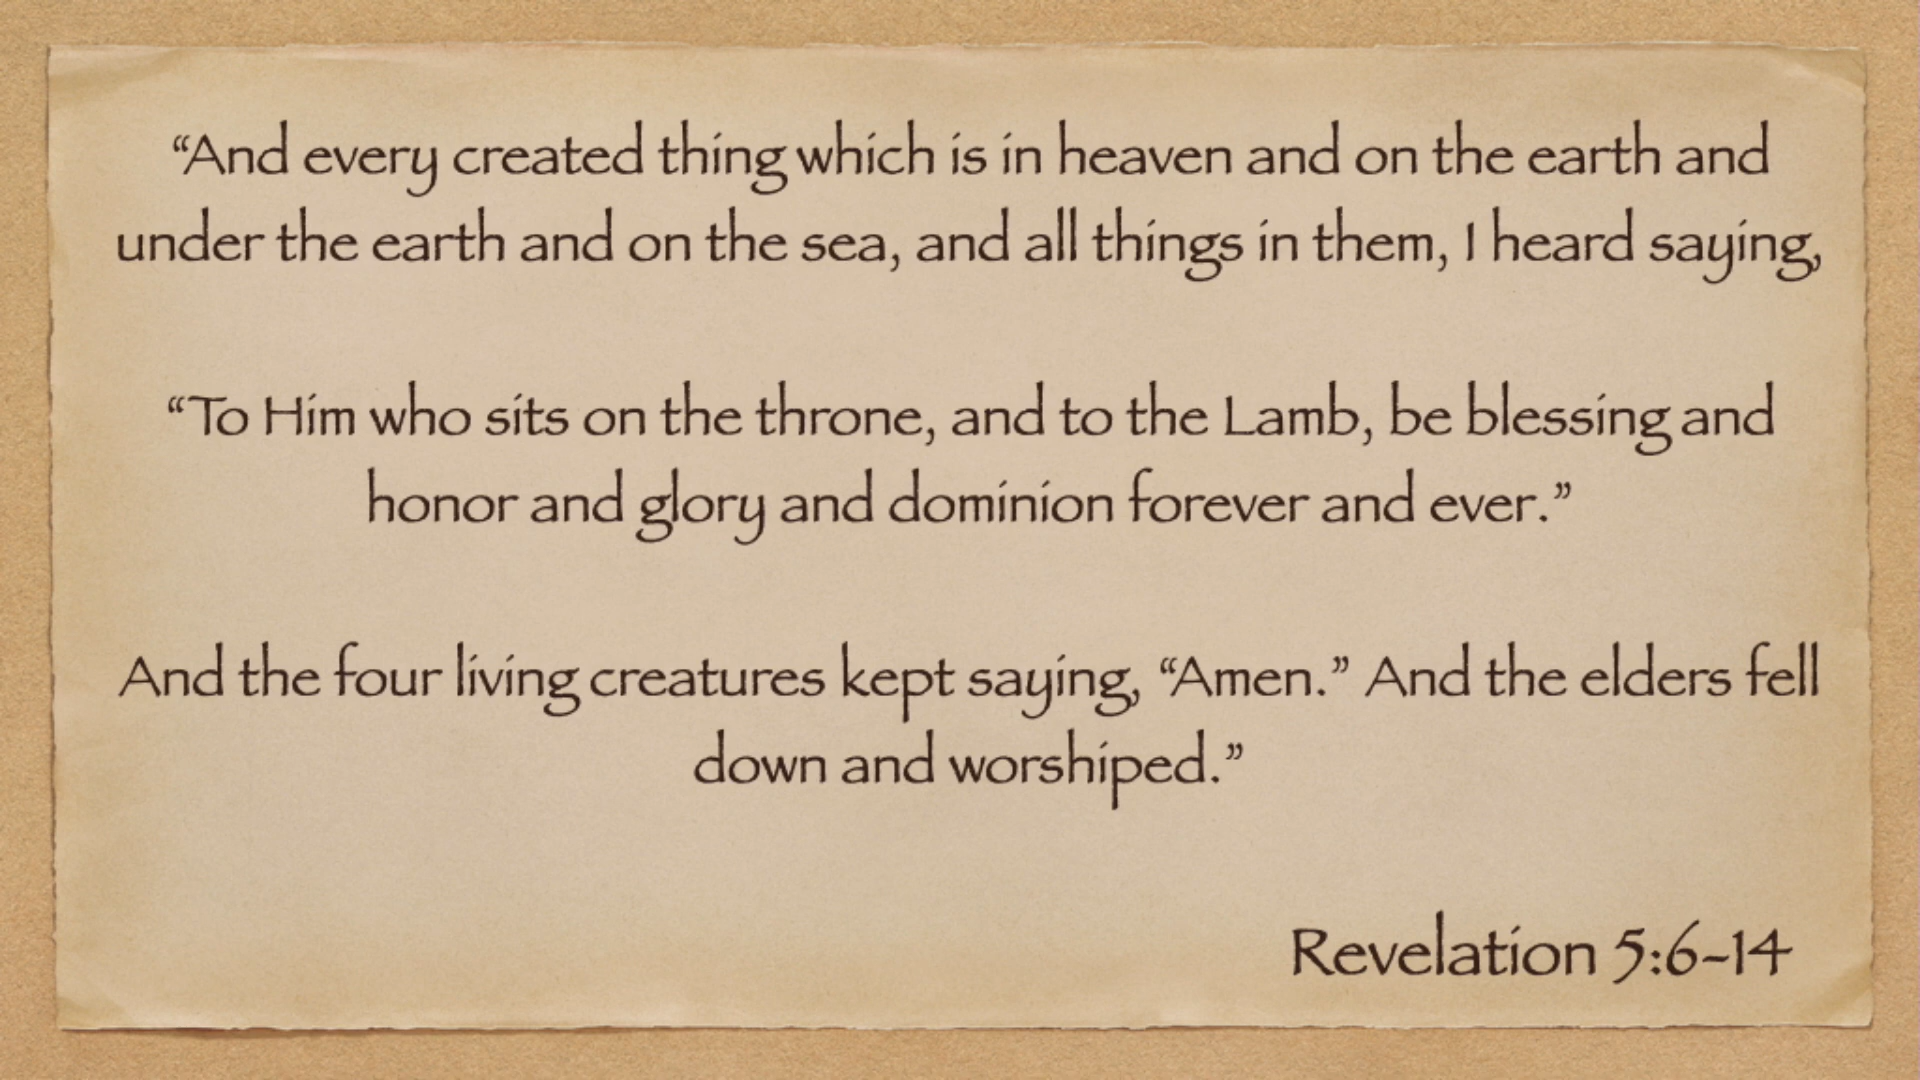 “And every created thing which is in heaven and on the earth and
under the earth and on the sea, and all things in them, I heard saying,
“To Him who sits on the throne, and to the Lamb, be blessing and
honor and glory and dominion forever and ever.”
And the four living creatures kept saying, “Amen.” And the elders fell
down and worshiped.”
Revelation 5:6-14